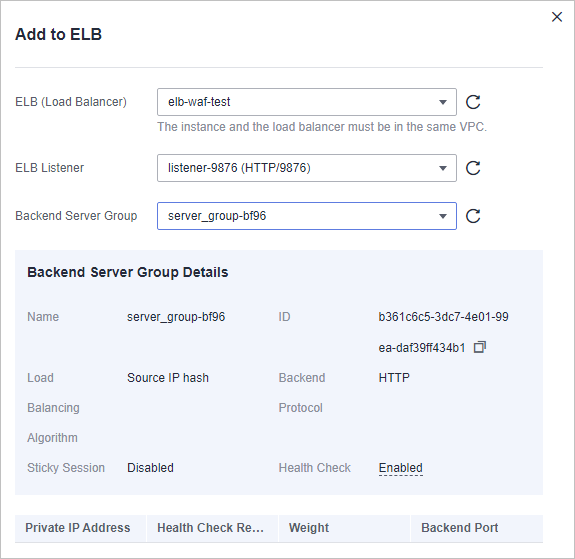 Add to ELB
ELB (Load Balancer) elb-waf-test
The instance and the load balancer must be in the same VPC.
ELB Listener listener-9876 (HTTP/9876)
Backend Server Group server_group-bf96
Backend Server Group Details
Name server_group-bf96 ID b361c6c5-3dc7-4e01-99
ea-daf39ff434b1
Load Source IP hash Backend HTTP
Balancing Protocol
Algorithm
Sticky Session Disabled Health Check Enabled
Private IP Address Health Check Re... Weight Backend Port